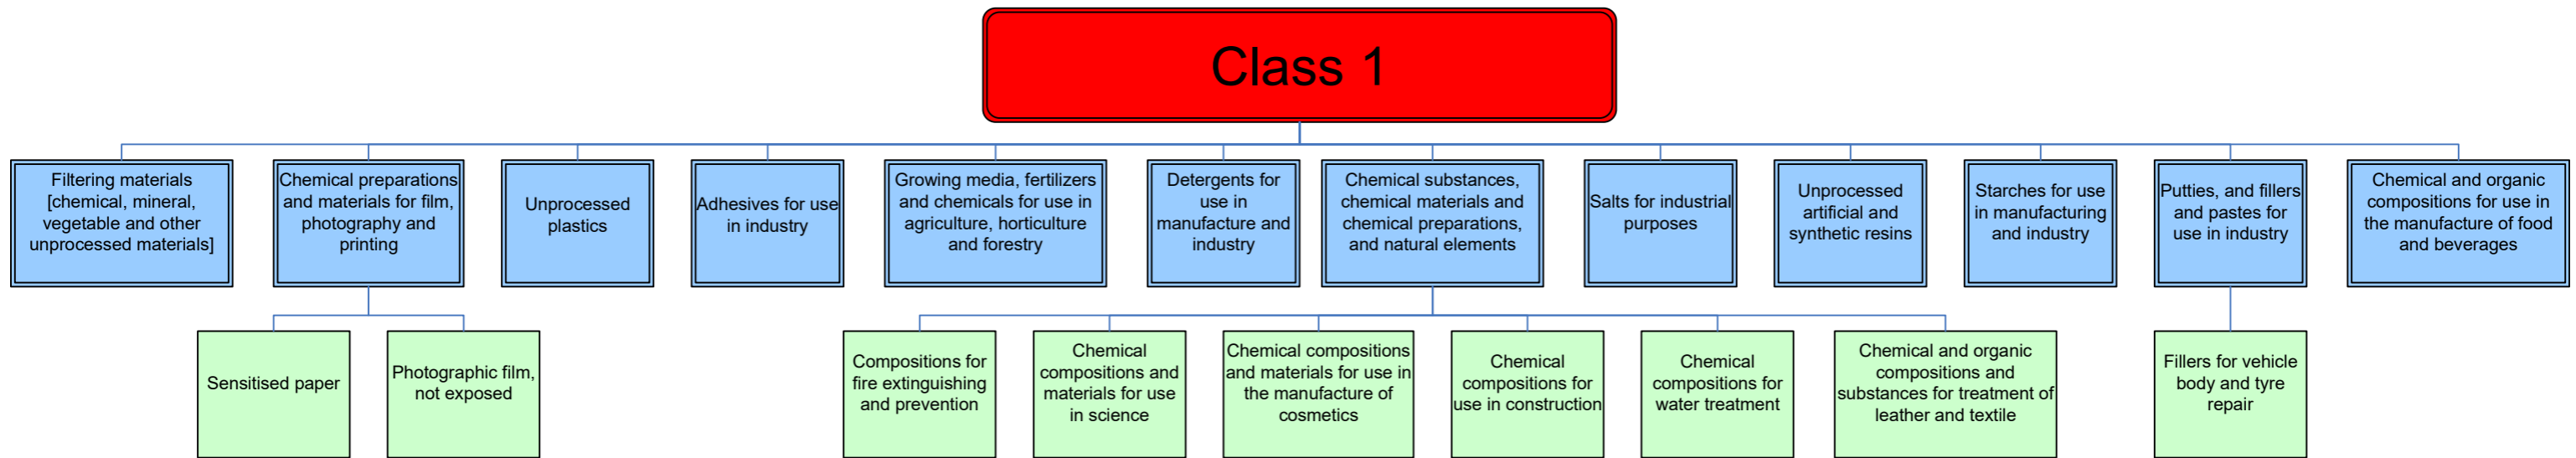 Class 1
Filtering materials
[chemical, mineral,
vegetable and other
unprocessed materials]
Chemical preparations
and materials for film,
photography and
printing
Unprocessed
plastics
Adhesives for use
in industry
Growing media, fertilizers
and chemicals for use in
agriculture, horticulture
and forestry
Detergents for
use in
manufacture and
industry
Chemical substances,
chemical materials and
chemical preparations,
and natural elements
Salts for industrial
purposes
Unprocessed
artificial and
synthetic resins
Starches for use
in manufacturing
and industry
Putties, and fillers
and pastes for
use in industry
Chemical and organic
compositions for use in
the manufacture of food
and beverages
Sensitised paper
Photographic film,
not exposed
Compositions for
fire extinguishing
and prevention
Chemical
compositions and
materials for use
in science
Chemical compositions
and materials for use in
the manufacture of
cosmetics
Chemical
compositions for
use in construction
Chemical
compositions for
water treatment
Chemical and organic
compositions and
substances for treatment of
leather and textile
Fillers for vehicle
body and tyre
repair